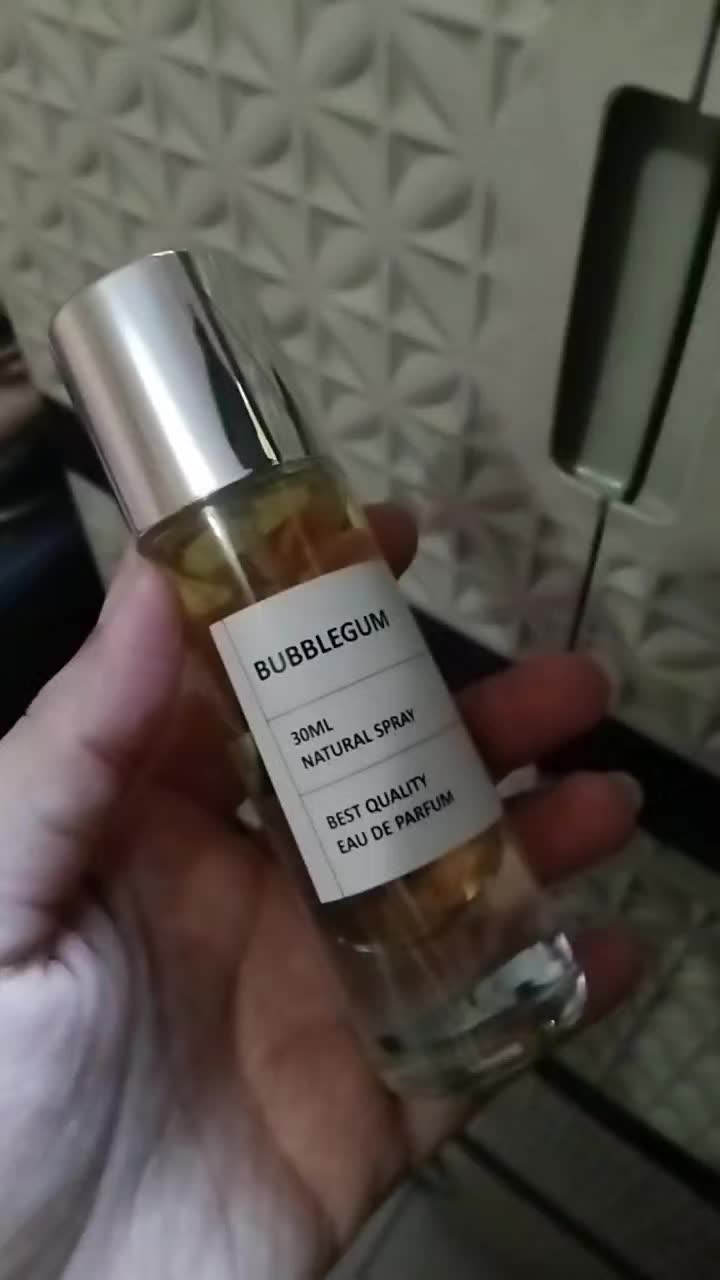 BUBBLEGUM
30ML
NATURAL SPRAY
BEST QUALITY
EAU DE PARFUM